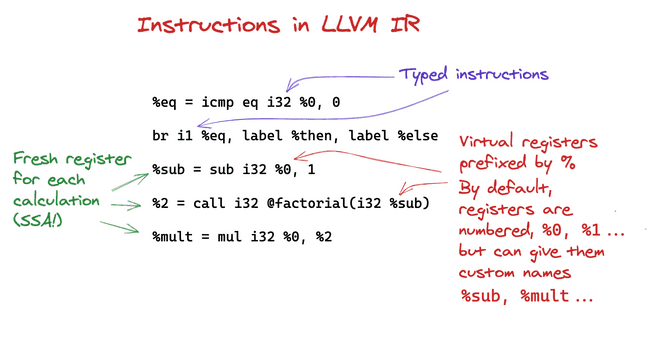 Instructions in LLVM IR
Typed instructions
%eq = icmp eq i32 %0, 0
br i1 %eq, label %then, label %else
%sub = sub i32 %0, 1
%2 = call i32 @factorial(i32 %sub)
%mult = mul i32 %0, %2
Fresh register
for each
calculation
(SSA!)
Virtual registers
prefixed by %
By default,
registers are
numbered, %0, %1 ...
but can give them
custom names
%sub, %mult ...